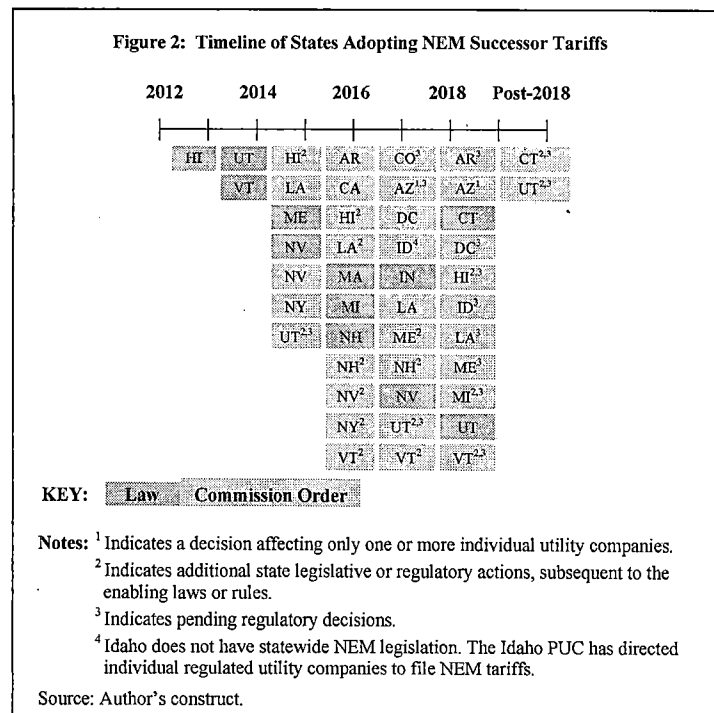 Figure 2: Timeline of States Adopting NEM Successor Tariffs
2012 2014 2016 2018 Post-2018
HI UT HI² AR CO³ AR³ CT²,³
VT LA CA AZ¹,³ AZ¹ UT²,³
ME HI² DC CT
NV LA² ID⁴ DC³
NV MA IN HI²,³
NY MI LA ID³
UT²,³ NH ME² LA³
NH² NH² ME³
NV² NV MI²,³
NY² UT²,³ UT
VT² VT² VT²,³
KEY: Law Commission Order
Notes: ¹ Indicates a decision affecting only one or more individual utility companies.
² Indicates additional state legislative or regulatory actions, subsequent to the
enabling laws or rules.
³ Indicates pending regulatory decisions.
⁴ Idaho does not have statewide NEM legislation. The Idaho PUC has directed
individual regulated utility companies to file NEM tariffs.
Source: Author's construct.